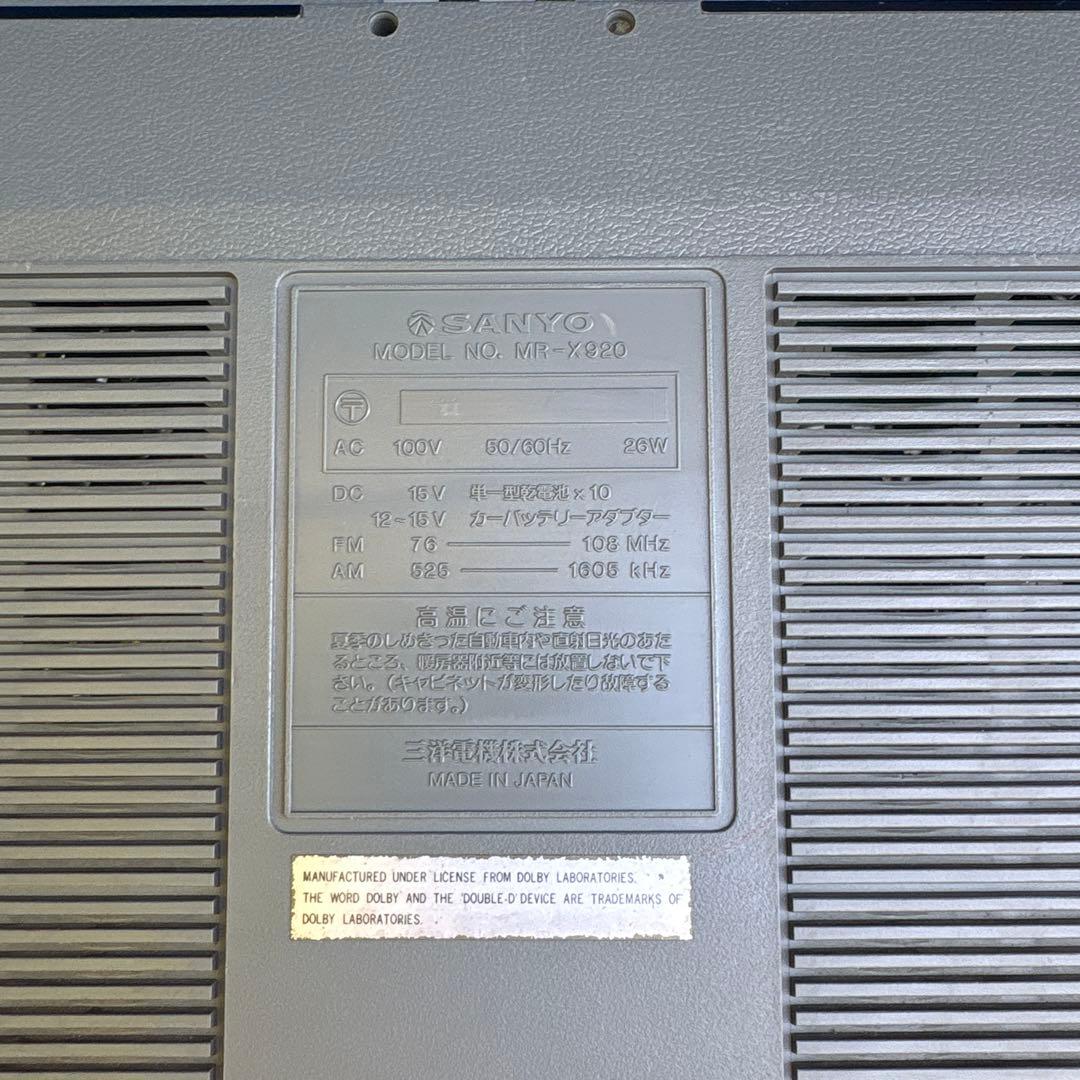 SANYO
MODEL NO. MR-X920
〒
AC 100V 50/60Hz 26W
DC 15V 単一型乾電池×10
12~15V カーバッテリーアダプター
FM 76 ——— 108 MHz
AM 525 ——— 1605 kHz
高温にご注意
夏季のしめきった自動車内や直射日光のあた
るところ、暖房器付近等には放置しないで下
さい。(キャビネットが変形したり故障する
ことがあります。)
三洋電機株式会社
MADE IN JAPAN
MANUFACTURED UNDER LICENSE FROM DOLBY LABORATORIES.
THE WORD DOLBY AND THE 'DOUBLE-D' DEVICE ARE TRADEMARKS OF
DOLBY LABORATORIES.